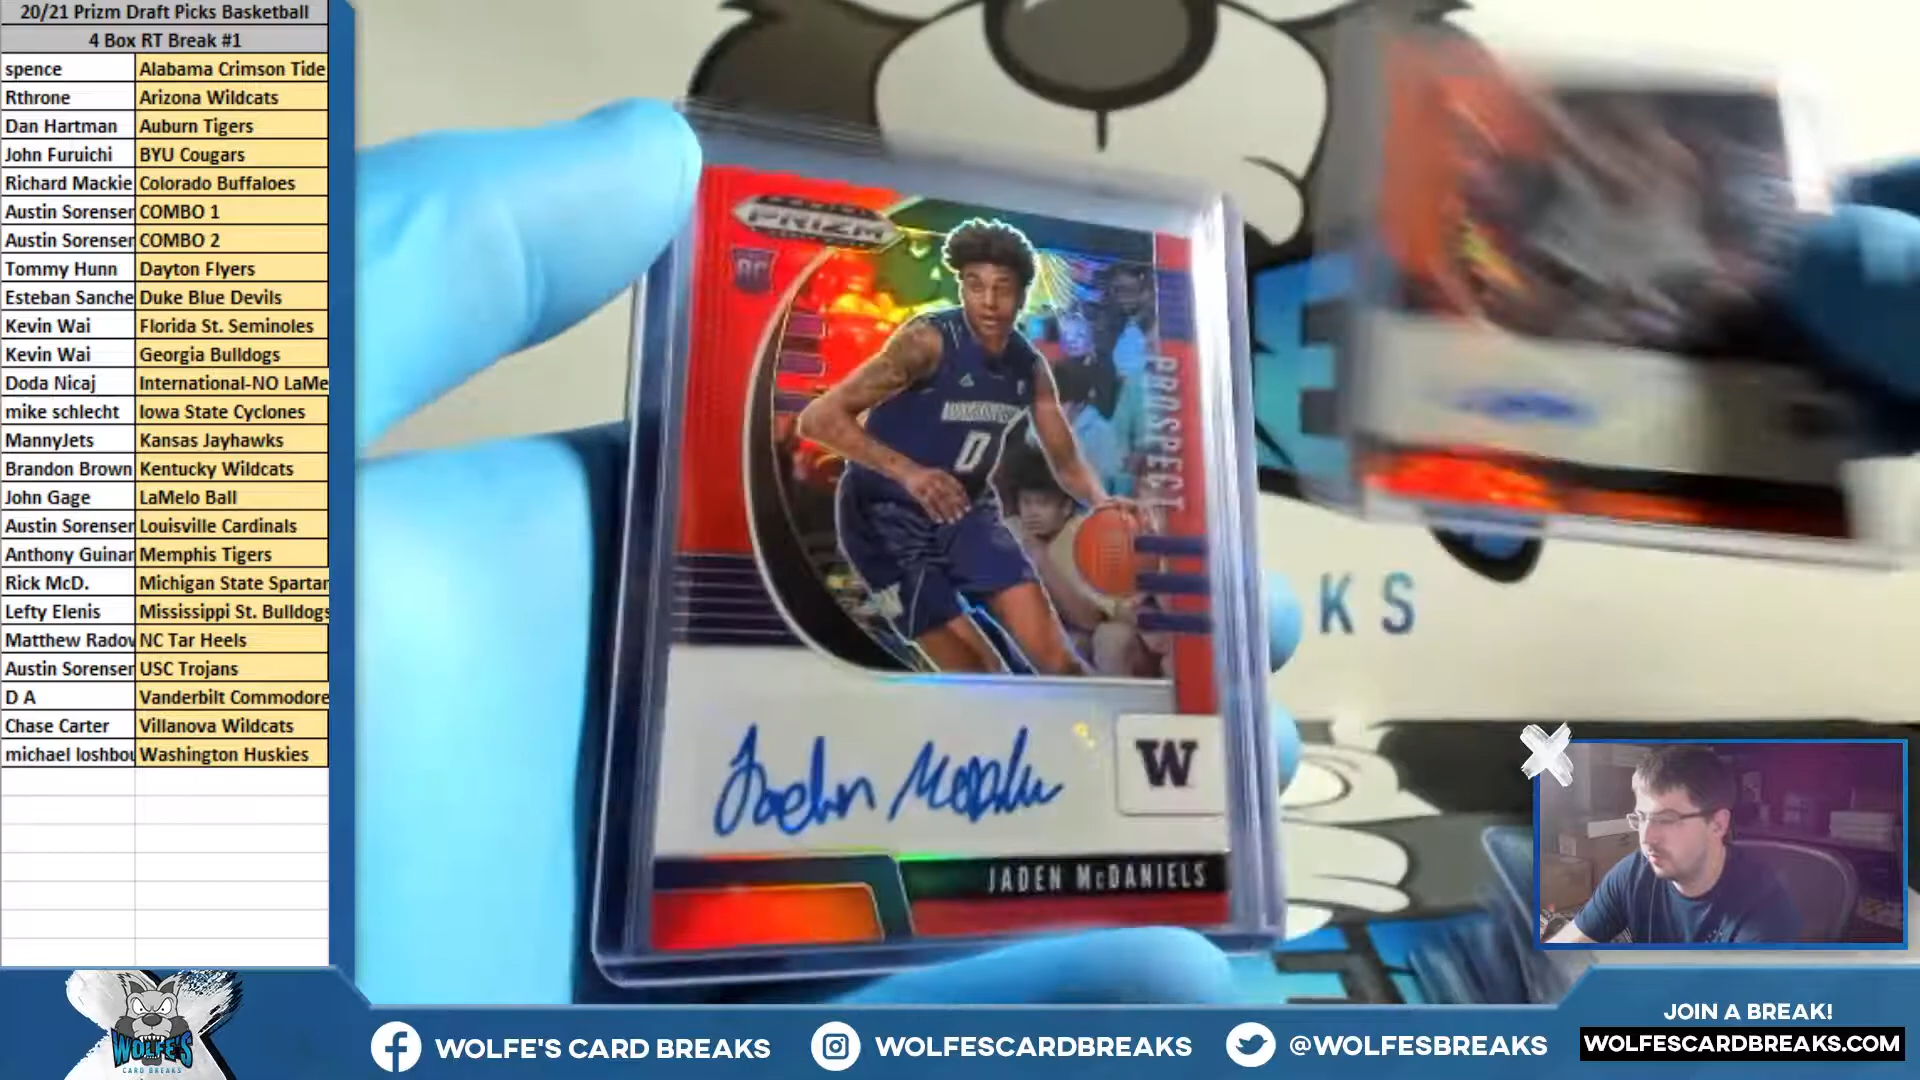 20/21 Prizm Draft Picks Basketball
4 Box RT Break #1
spence Alabama Crimson Tide
Rthrone Arizona Wildcats
Dan Hartman Auburn Tigers
John Furuichi BYU Cougars
Richard Mackie Colorado Buffaloes
Austin Sorenser COMBO 1
Austin Sorenser COMBO 2
Tommy Hunn Dayton Flyers
Esteban Sanche Duke Blue Devils
Kevin Wai Florida St. Seminoles
Kevin Wai Georgia Bulldogs
Doda Nicaj International-NO LaMe
mike schlecht Iowa State Cyclones
MannyJets Kansas Jayhawks
Brandon Brown Kentucky Wildcats
John Gage LaMelo Ball
Austin Sorenser Louisville Cardinals
Anthony Guinar Memphis Tigers
Rick McD. Michigan State Spartar
Lefty Elenis Mississippi St. Bulldogs
Matthew Radov NC Tar Heels
Austin Sorenser USC Trojans
D A Vanderbilt Commodore
Chase Carter Villanova Wildcats
michael loshbou Washington Huskies
PRIZM
RC
PROSPECT
WASHINGTON
0
W
JADEN McDANIELS
KS
WOLFE'S
CARD BREAKS
WOLFE'S CARD BREAKS
WOLFESCARDBREAKS
@WOLFESBREAKS
JOIN A BREAK!
WOLFESCARDBREAKS.COM